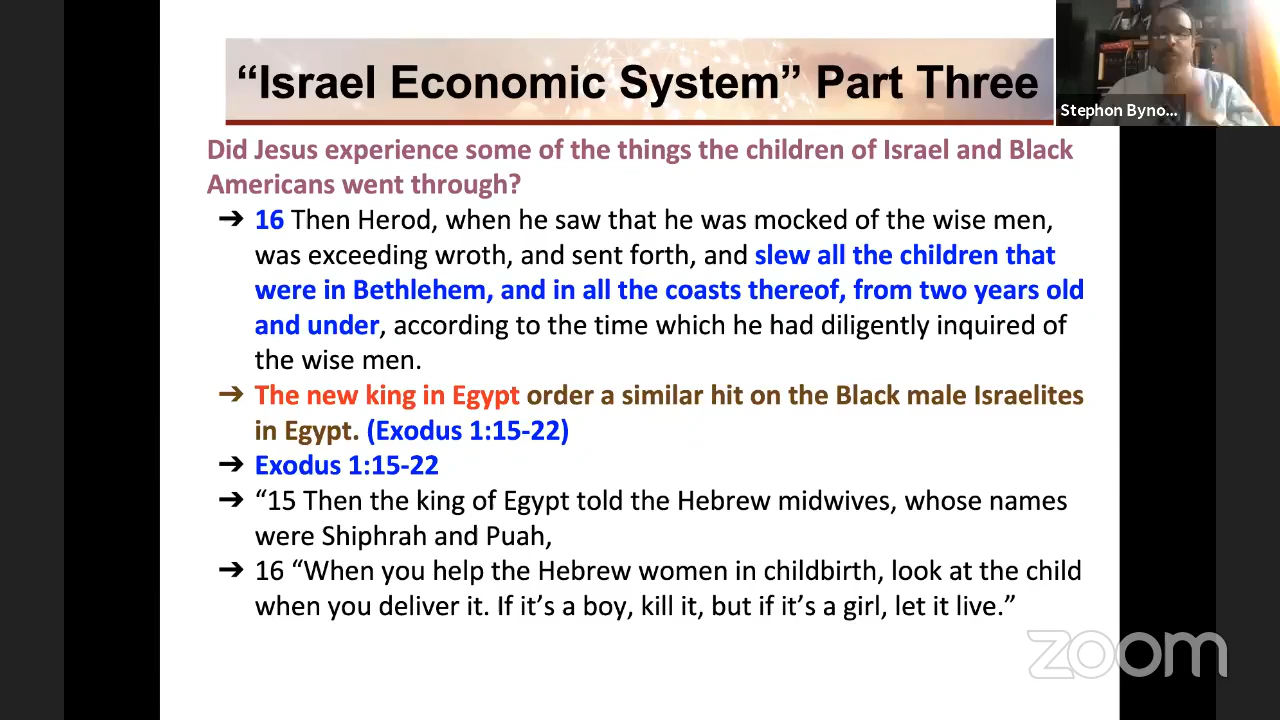 “Israel Economic System” Part Three
Stephon Byno...
Did Jesus experience some of the things the children of Israel and Black
Americans went through?
➔ 16 Then Herod, when he saw that he was mocked of the wise men,
was exceeding wroth, and sent forth, and slew all the children that
were in Bethlehem, and in all the coasts thereof, from two years old
and under, according to the time which he had diligently inquired of
the wise men.
➔ The new king in Egypt order a similar hit on the Black male Israelites
in Egypt. (Exodus 1:15-22)
➔ Exodus 1:15-22
➔ “15 Then the king of Egypt told the Hebrew midwives, whose names
were Shiphrah and Puah,
➔ 16 “When you help the Hebrew women in childbirth, look at the child
when you deliver it. If it’s a boy, kill it, but if it’s a girl, let it live.”
zoom